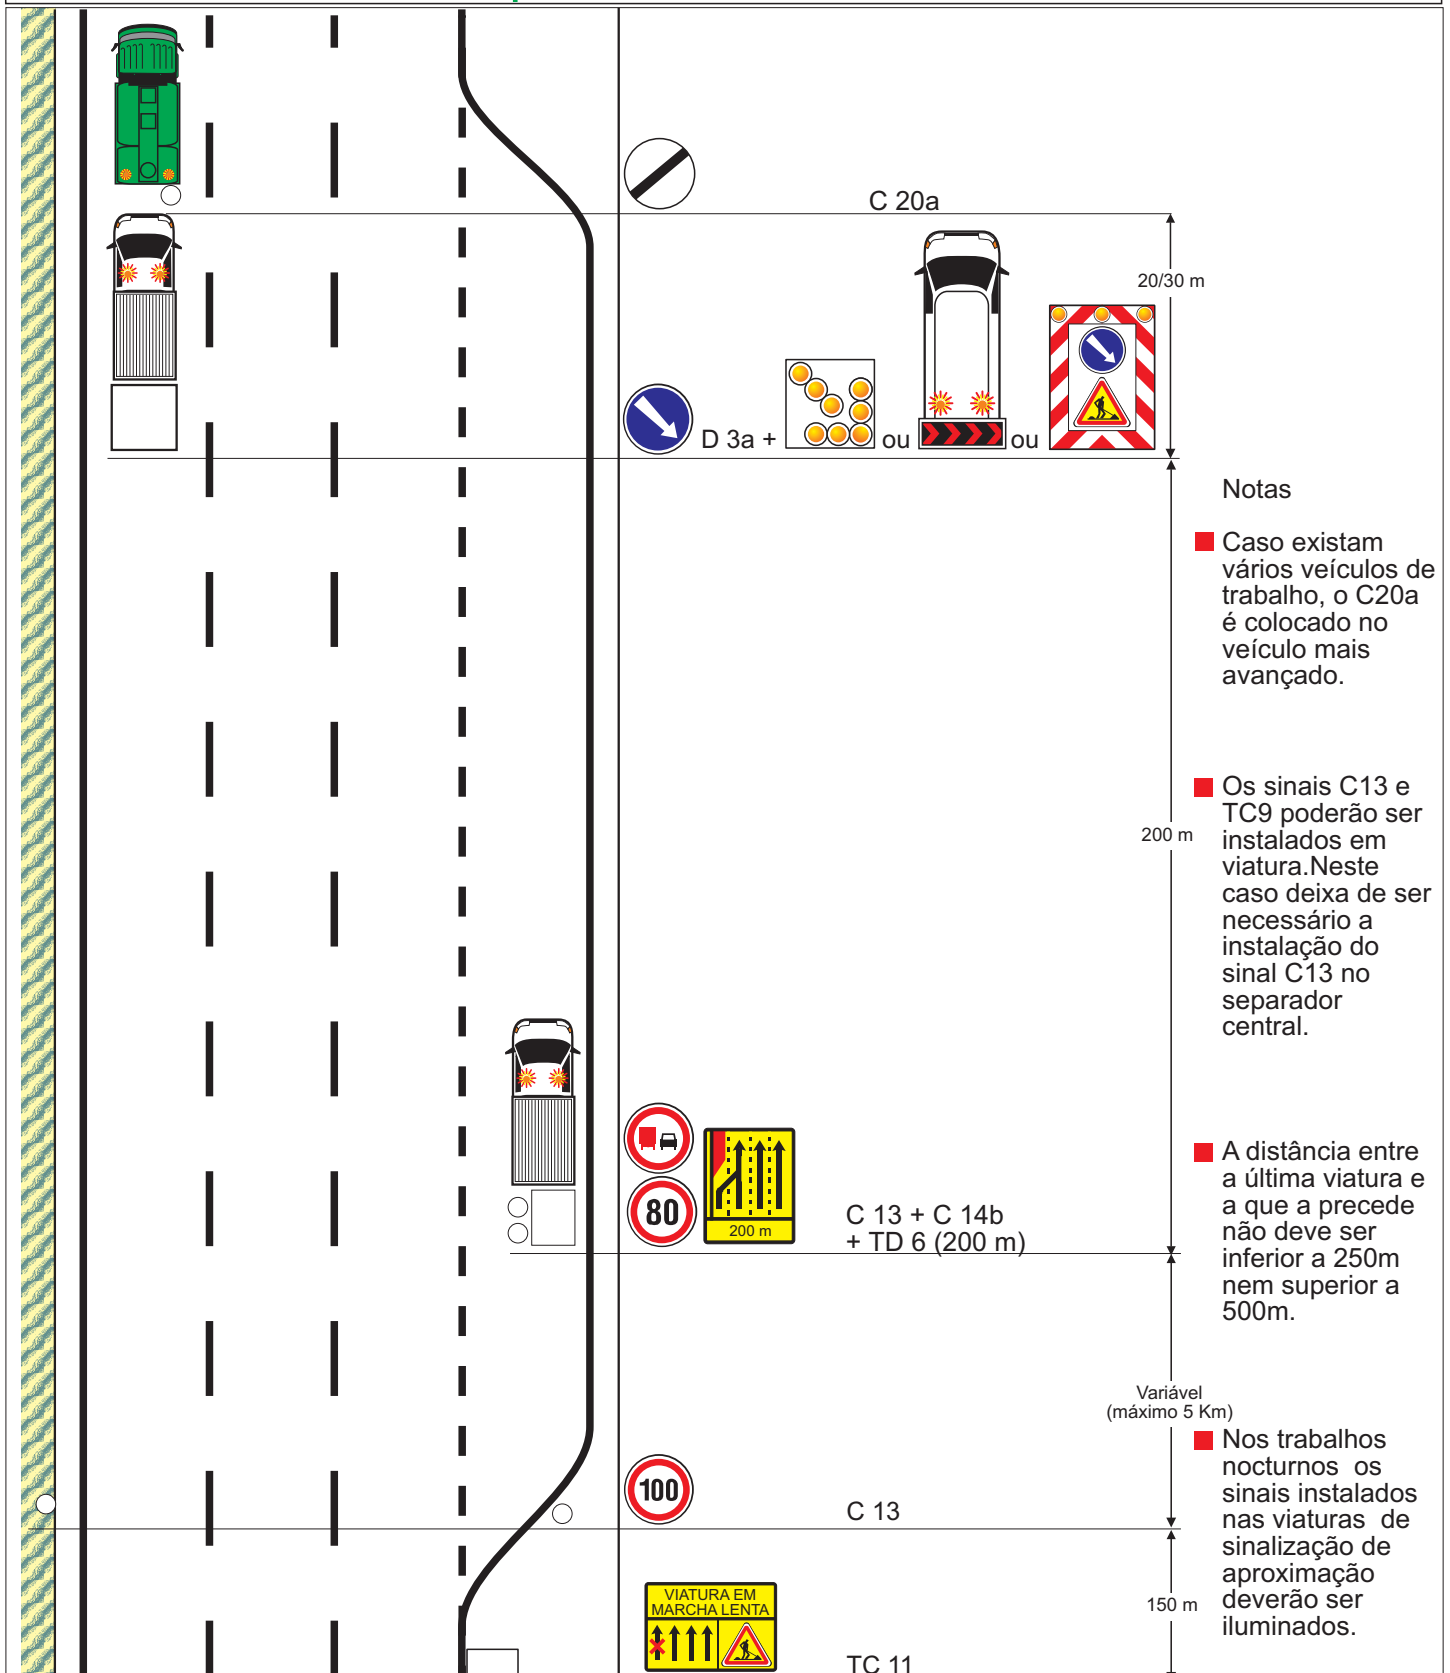 C 20a
20/30 m
D 3a +
ou
ou
Notas
Caso existam
vários veículos de
trabalho, o C20a
é colocado no
veículo mais
avançado.
Os sinais C13 e
TC9 poderão ser
instalados em
viatura.Neste
caso deixa de ser
necessário a
instalação do
sinal C13 no
separador
central.
200 m
A distância entre
a última viatura e
a que a precede
não deve ser
inferior a 250m
nem superior a
500m.
80
200 m
C 13 + C 14b
+ TD 6 (200 m)
Variável
(máximo 5 Km)
Nos trabalhos
nocturnos os
sinais instalados
nas viaturas de
sinalização de
aproximação
deverão ser
iluminados.
100
C 13
150 m
VIATURA EM
MARCHA LENTA
TC 11